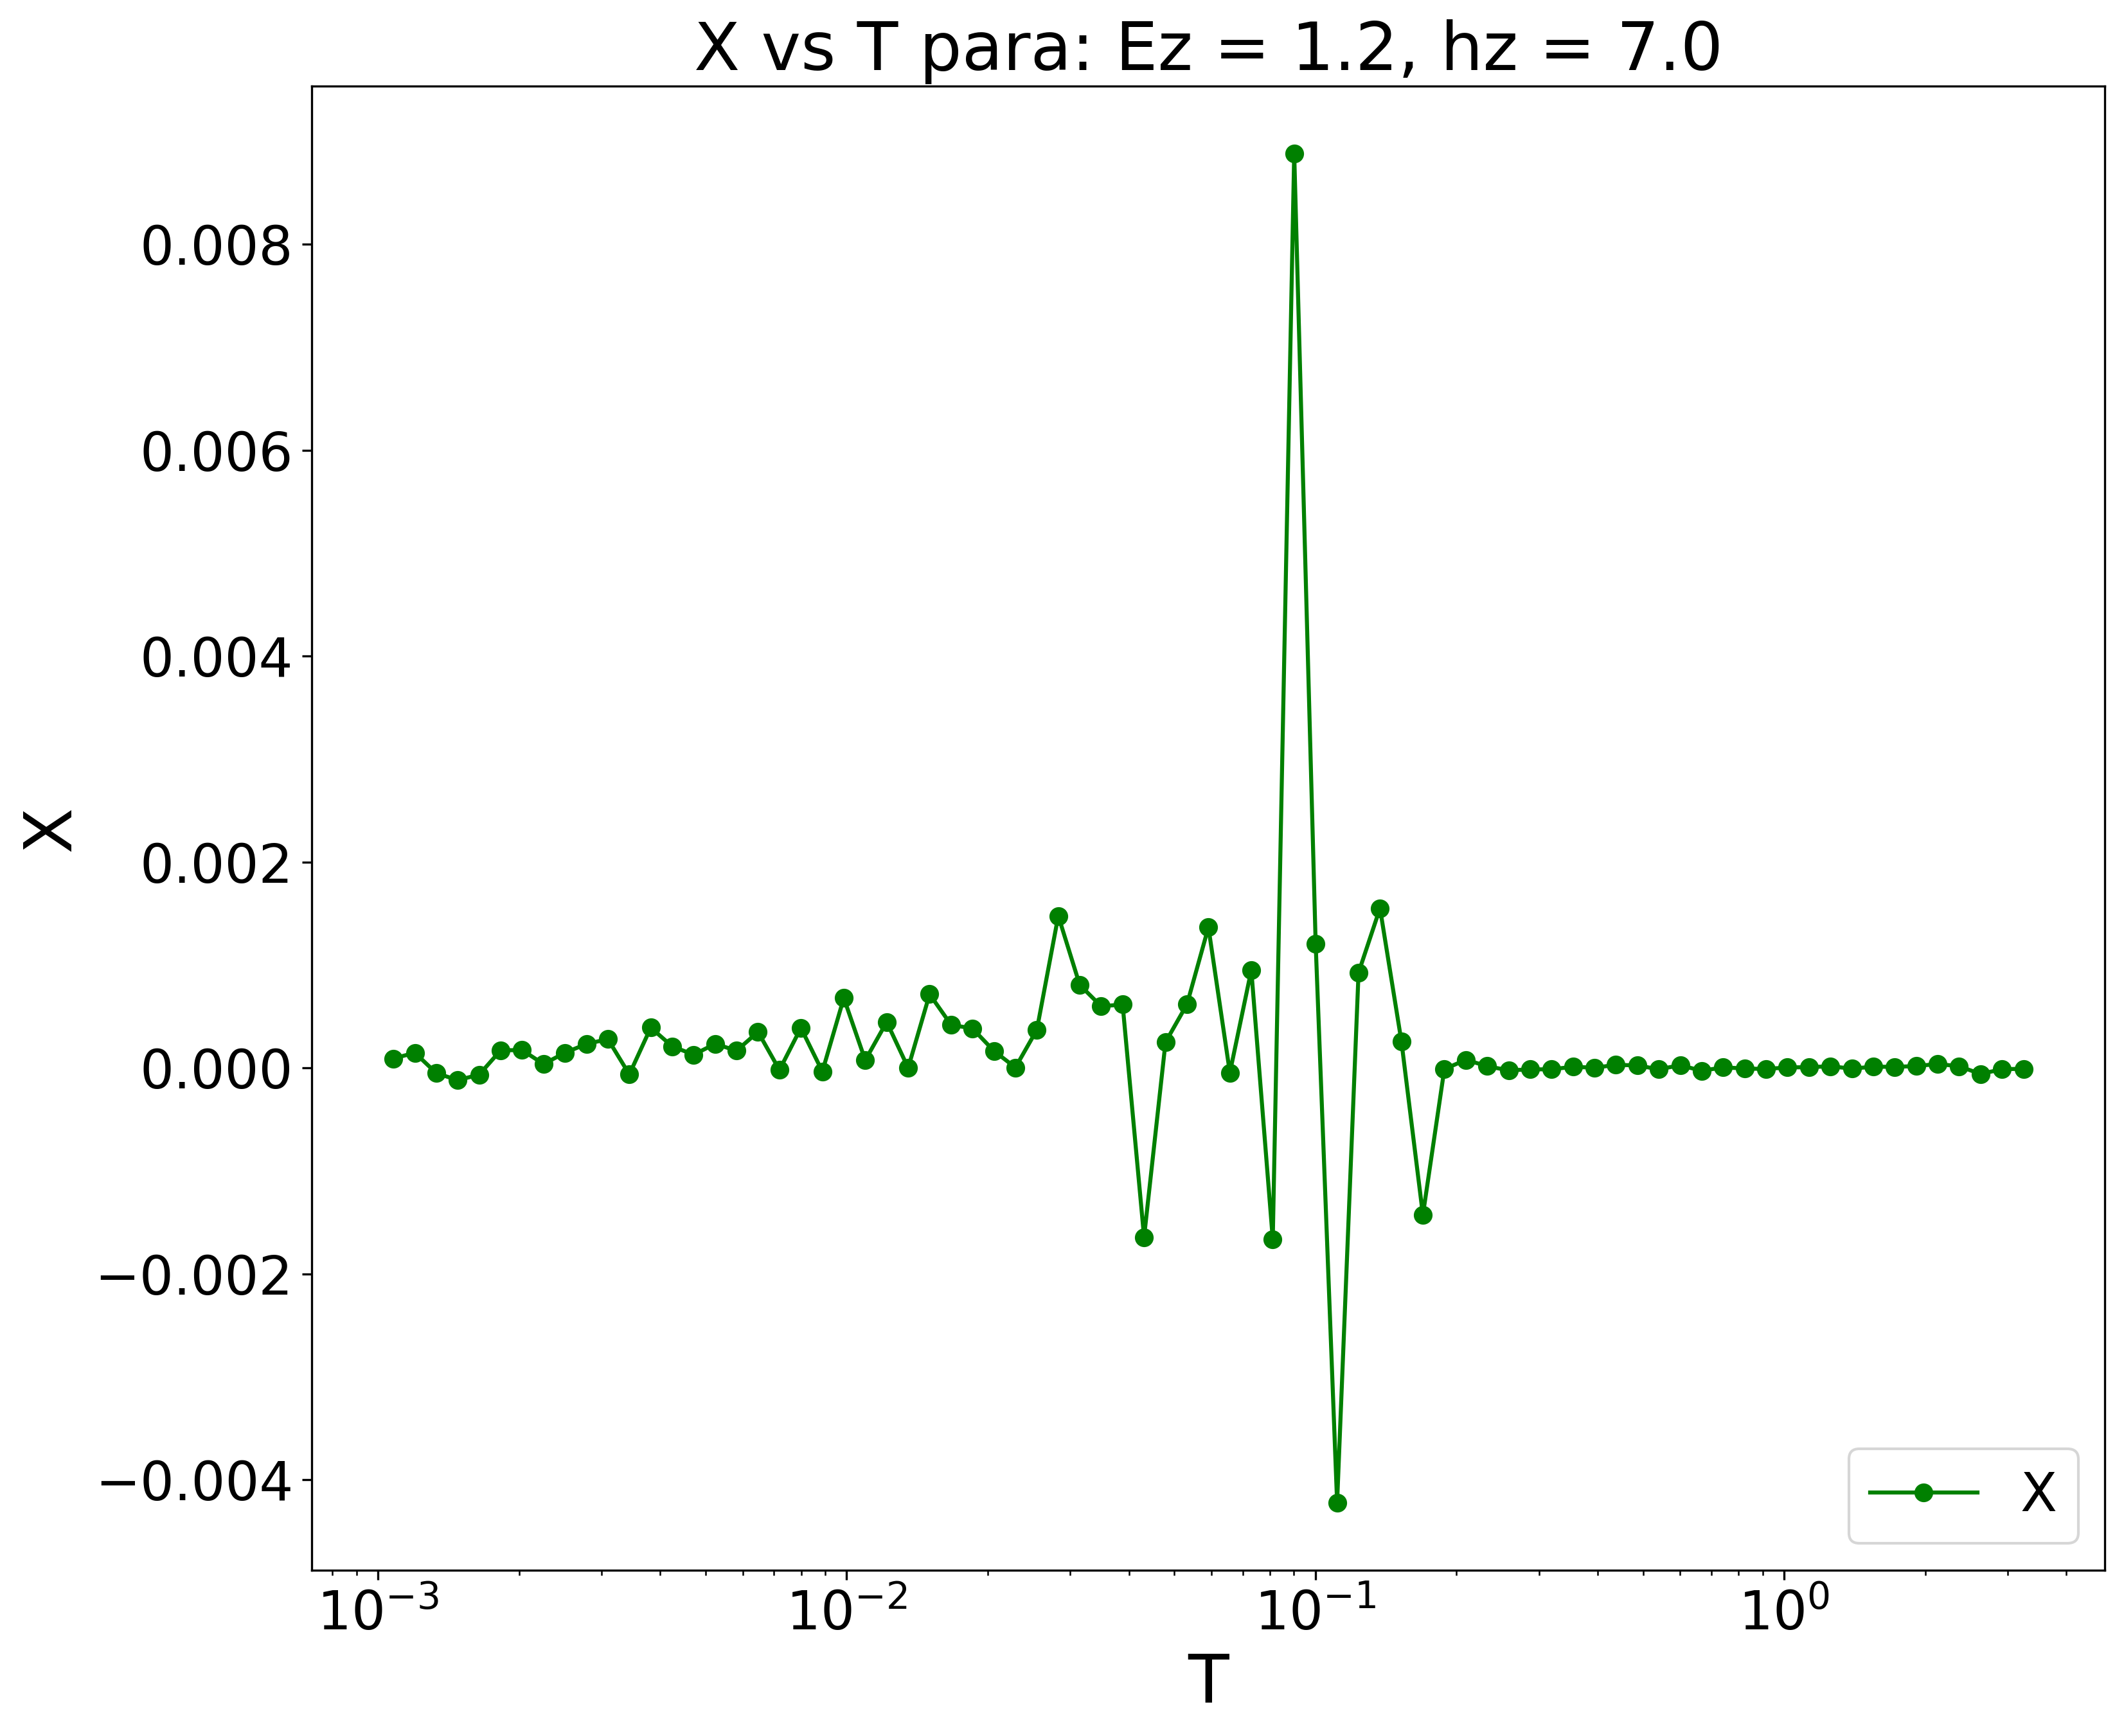 X vs T para: Ez = 1.2, hz = 7.0
0.008
0.006
0.004
0.002
0.000
−0.002
−0.004
X
10⁻³ 10⁻² 10⁻¹ 10⁰
T
X